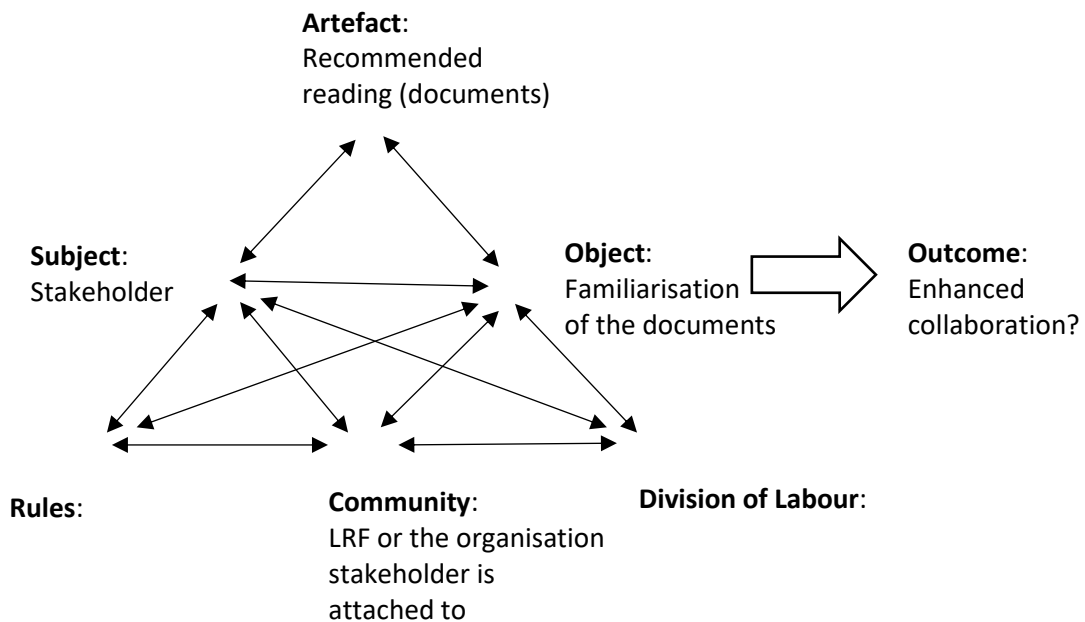 Artefact:
Recommended
reading (documents)
Subject:
Stakeholder
Object:
Familiarisation
of the documents
Outcome:
Enhanced
collaboration?
Rules:
Community:
LRF or the organisation
stakeholder is
attached to
Division of Labour: